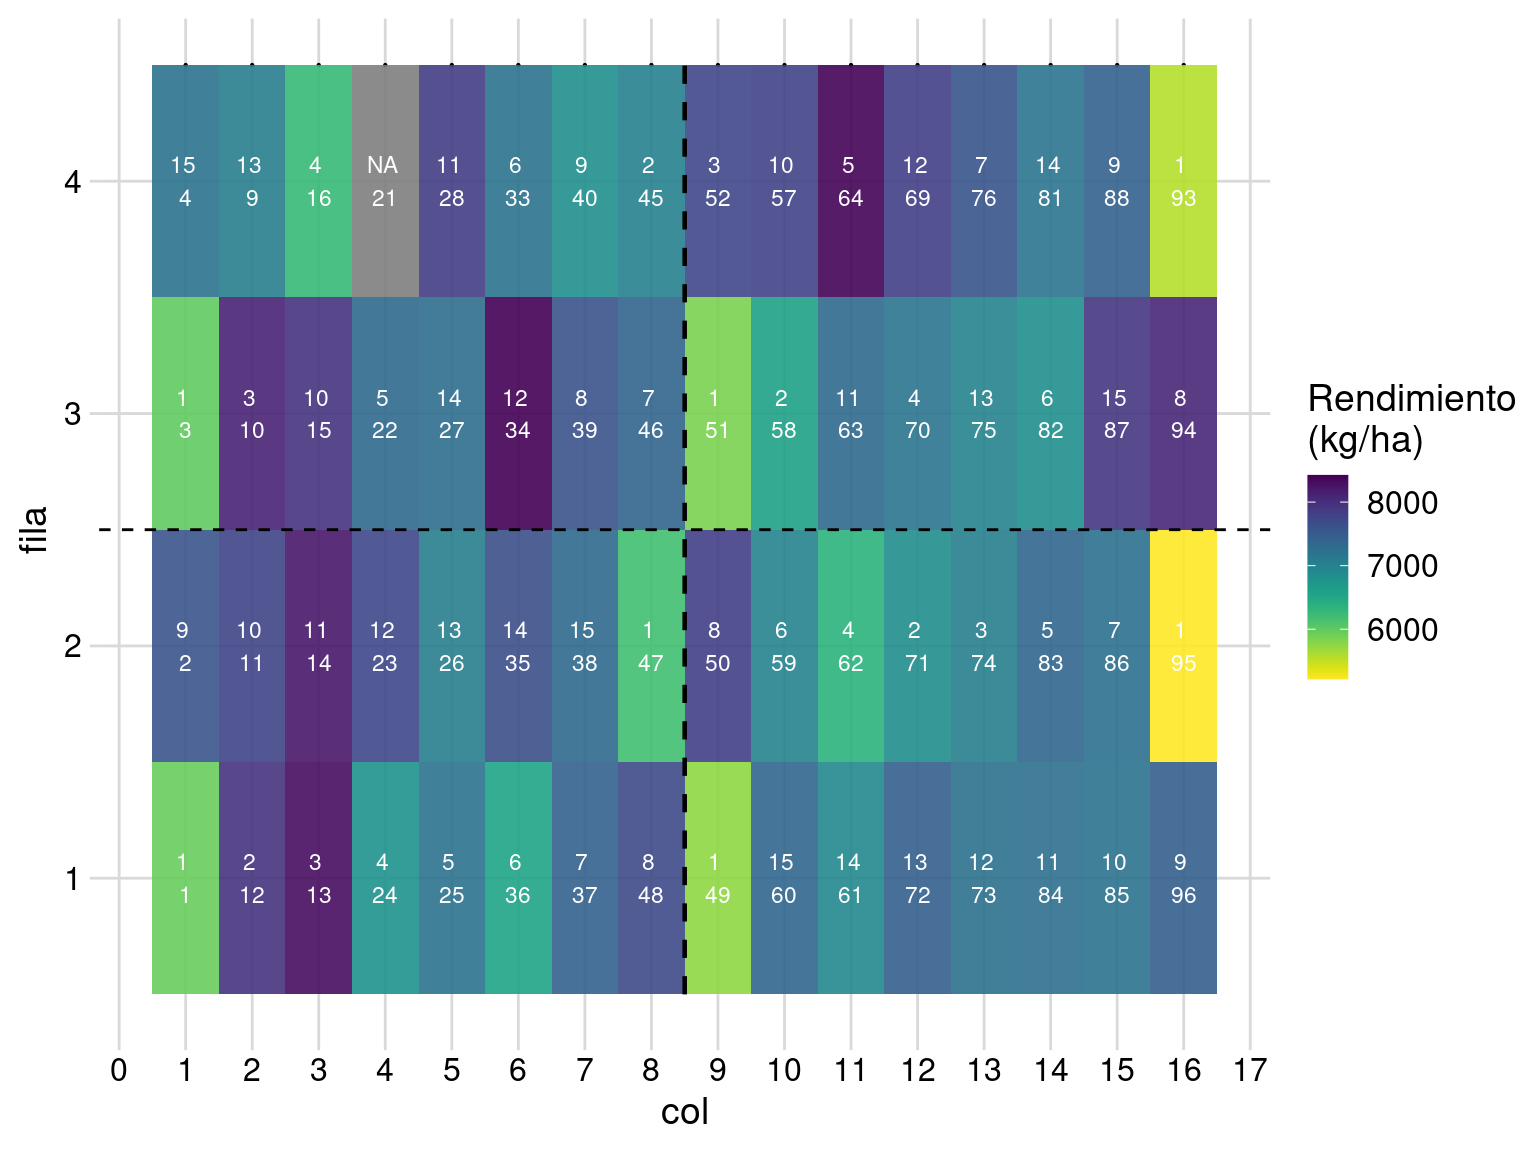 4
15 13 4 NA 11 6 9 2 3 10 5 12 7 14 9 1
4 9 16 21 28 33 40 45 52 57 64 69 76 81 88 93
3
1 3 10 5 14 12 8 7 1 2 11 4 13 6 15 8
3 10 15 22 27 34 39 46 51 58 63 70 75 82 87 94
2
9 10 11 12 13 14 15 1 8 6 4 2 3 5 7 1
2 11 14 23 26 35 38 47 50 59 62 71 74 83 86 95
1
1 2 3 4 5 6 7 8 1 15 14 13 12 11 10 9
1 12 13 24 25 36 37 48 49 60 61 72 73 84 85 96
0 1 2 3 4 5 6 7 8 9 10 11 12 13 14 15 16 17
col
fila
Rendimiento
(kg/ha)
8000
7000
6000